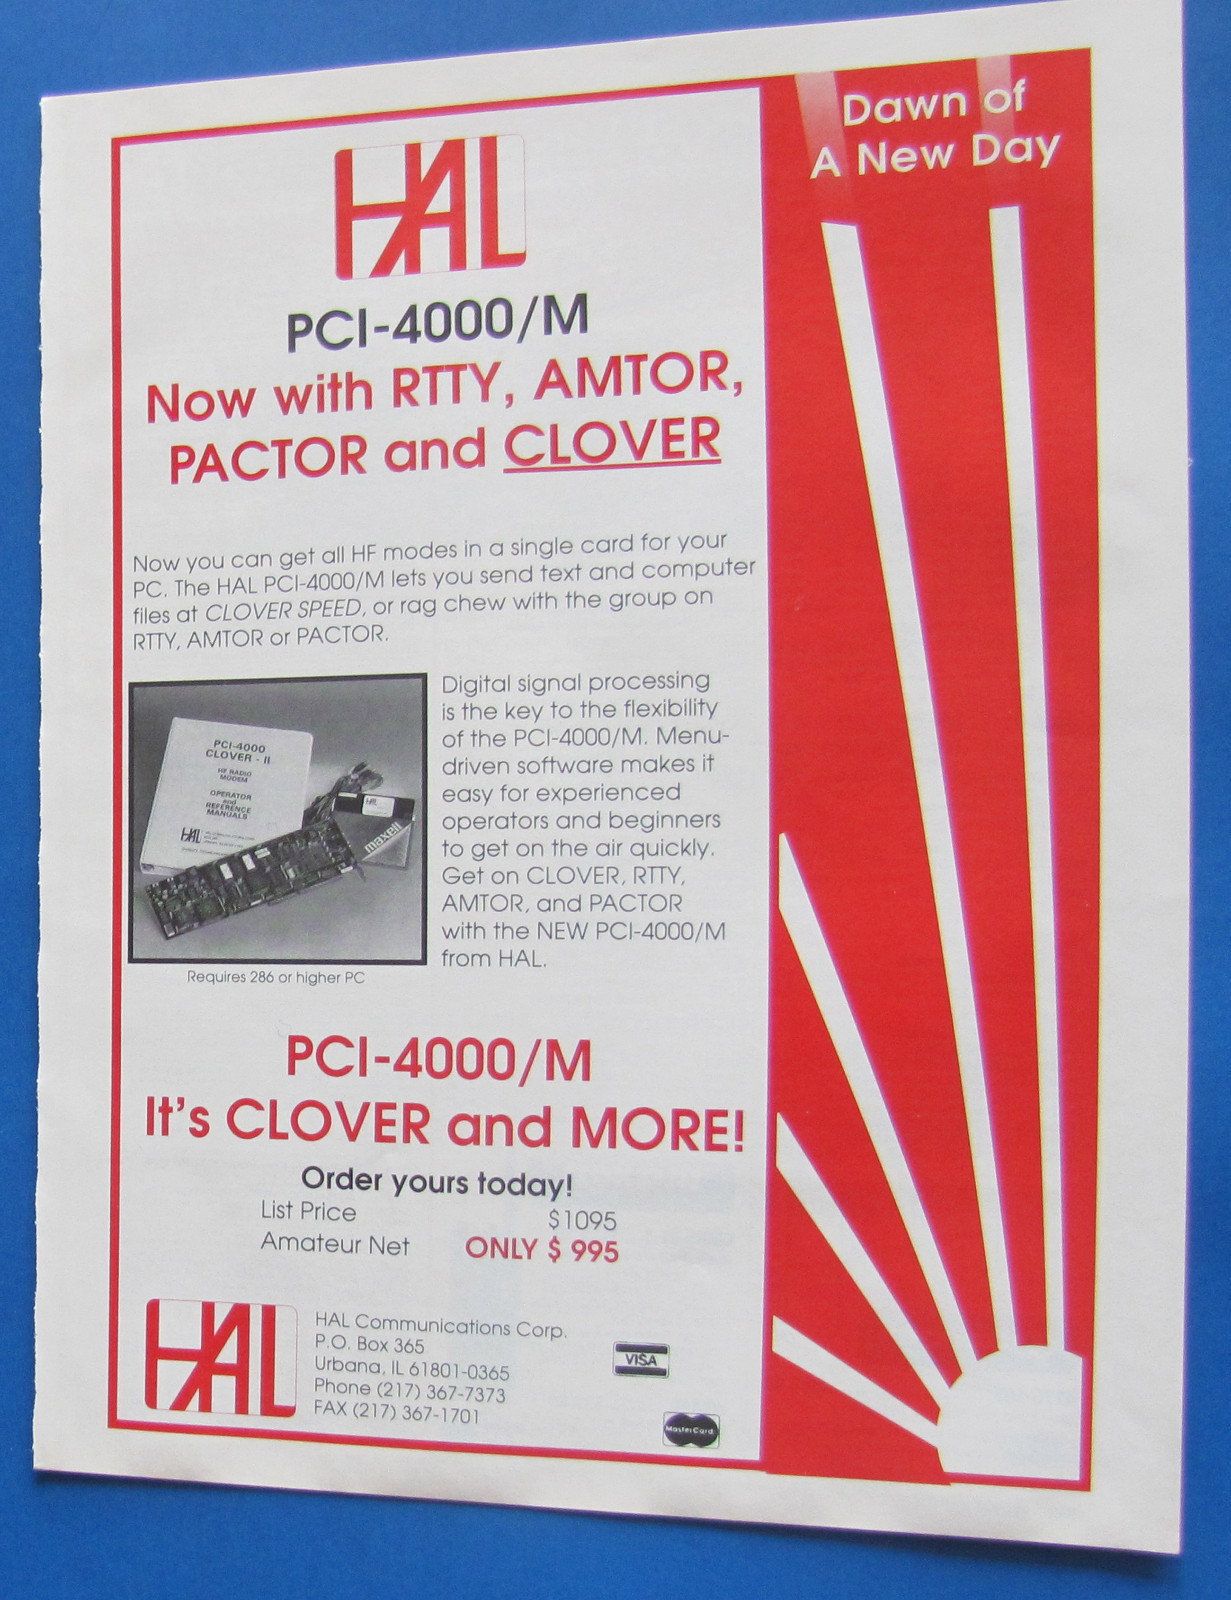 Dawn of
A New Day
HAL
PCI-4000/M
Now with RTTY, AMTOR,
PACTOR and CLOVER
Now you can get all HF modes in a single card for your
PC. The HAL PCI-4000/M lets you send text and computer
files at CLOVER SPEED, or rag chew with the group on
RTTY, AMTOR or PACTOR.
PCI-4000
CLOVER - II
HF RADIO
MODEM
OPERATOR
and
REFERENCE
MANUALS
HAL
HAL
maxell
Requires 286 or higher PC
Digital signal processing
is the key to the flexibility
of the PCI-4000/M. Menu-
driven software makes it
easy for experienced
operators and beginners
to get on the air quickly.
Get on CLOVER, RTTY,
AMTOR, and PACTOR
with the NEW PCI-4000/M
from HAL.
PCI-4000/M
It's CLOVER and MORE!
Order yours today!
List Price $1095
Amateur Net ONLY $ 995
HAL
HAL Communications Corp.
P.O. Box 365
Urbana, IL 61801-0365
Phone (217) 367-7373
FAX (217) 367-1701
VISA
MasterCard